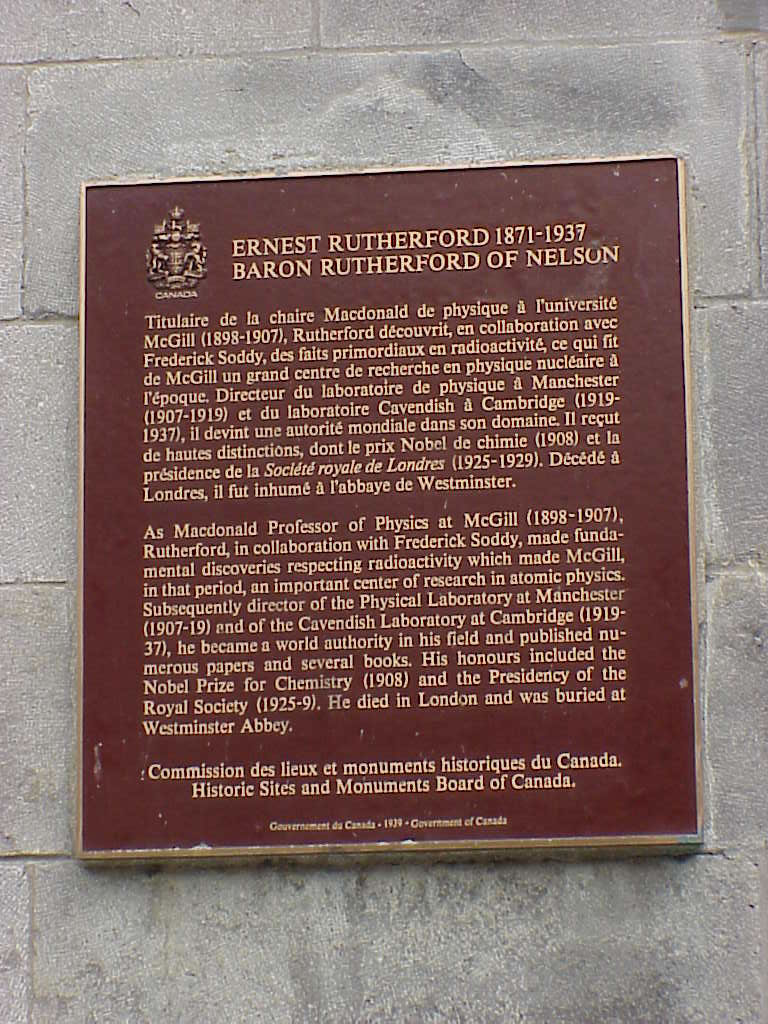 CANADA
ERNEST RUTHERFORD 1871-1937
BARON RUTHERFORD OF NELSON
Titulaire de la chaire Macdonald de physique à l'université
McGill (1898-1907), Rutherford découvrit, en collaboration avec
Frederick Soddy, des faits primordiaux en radioactivité, ce qui fit
de McGill un grand centre de recherche en physique nucléaire à
l'époque. Directeur du laboratoire de physique à Manchester
(1907-1919) et du laboratoire Cavendish à Cambridge (1919-
1937), il devint une autorité mondiale dans son domaine. Il reçut
de hautes distinctions, dont le prix Nobel de chimie (1908) et la
présidence de la Société royale de Londres (1925-1929). Décédé à
Londres, il fut inhumé à l'abbaye de Westminster.
As Macdonald Professor of Physics at McGill (1898-1907),
Rutherford, in collaboration with Frederick Soddy, made funda-
mental discoveries respecting radioactivity which made McGill,
in that period, an important center of research in atomic physics.
Subsequently director of the Physical Laboratory at Manchester
(1907-19) and of the Cavendish Laboratory at Cambridge (1919-
37), he became a world authority in his field and published nu-
merous papers and several books. His honours included the
Nobel Prize for Chemistry (1908) and the Presidency of the
Royal Society (1925-9). He died in London and was buried at
Westminster Abbey.
Commission des lieux et monuments historiques du Canada.
Historic Sites and Monuments Board of Canada.
Gouvernement du Canada - 1939 - Government of Canada